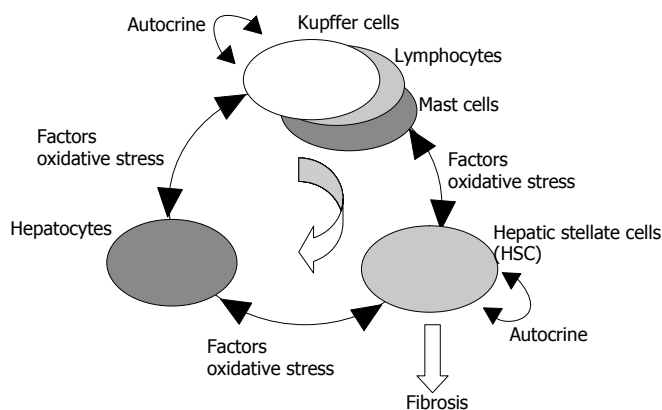 Autocrine
Kupffer cells
Lymphocytes
Mast cells
Factors
oxidative stress
Factors
oxidative stress
Hepatocytes
Hepatic stellate cells
(HSC)
Factors
oxidative stress
Autocrine
Fibrosis